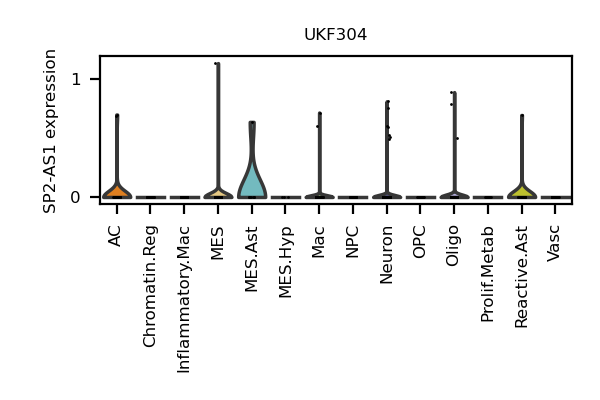 UKF304
SP2-AS1 expression
1
0
AC
Chromatin.Reg
Inflammatory.Mac
MES
MES.Ast
MES.Hyp
Mac
NPC
Neuron
OPC
Oligo
Prolif.Metab
Reactive.Ast
Vasc